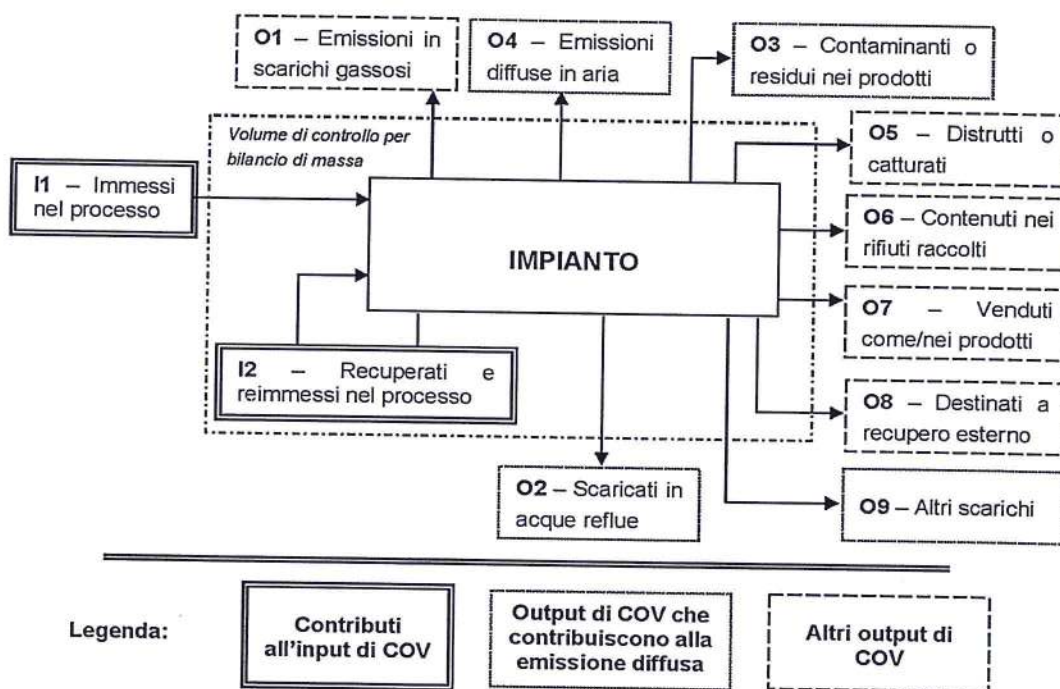 O1 – Emissioni in
scarichi gassosi
O4 – Emissioni
diffuse in aria
O3 – Contaminanti o
residui nei prodotti
Volume di controllo per
bilancio di massa
O5 – Distrutti o
catturati
I1 – Immessi
nel processo
O6 – Contenuti nei
rifiuti raccolti
IMPIANTO
O7 – Venduti
come/nei prodotti
I2 – Recuperati e
reimmessi nel processo
O8 – Destinati a
recupero esterno
O2 – Scaricati in
acque reflue
O9 – Altri scarichi
Legenda:
Contributi
all'input di COV
Output di COV che
contribuiscono alla
emissione diffusa
Altri output di
COV